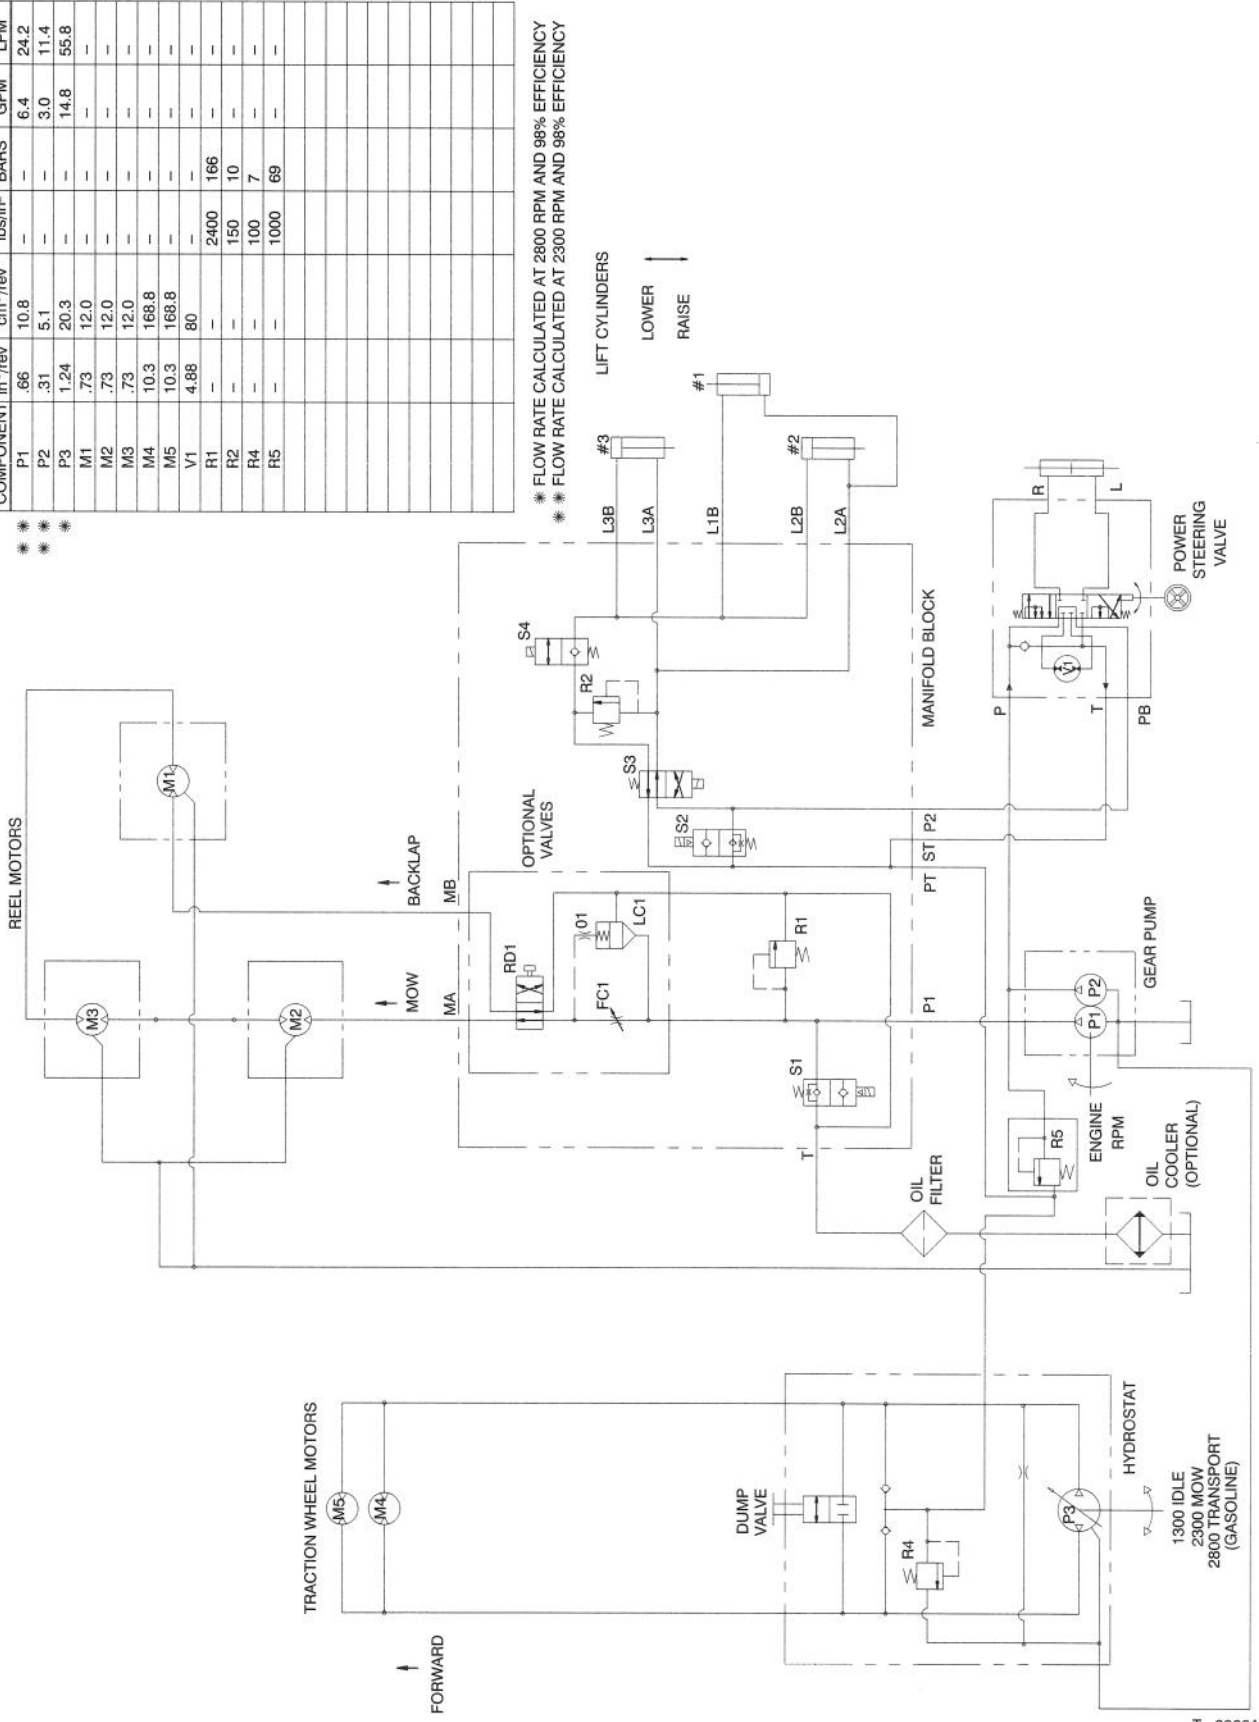 COMPONENT in³/rev cm³/rev lbs/in² BARS GPM LPM
* * P1 .66 10.8 – – 6.4 24.2
* * P2 .31 5.1 – – 3.0 11.4
* P3 1.24 20.3 – – 14.8 55.8
M1 .73 12.0 – – – –
M2 .73 12.0 – – – –
M3 .73 12.0 – – – –
M4 10.3 168.8 – – – –
M5 10.3 168.8 – – – –
V1 4.88 80 – – – –
R1 – – 2400 166 – –
R2 – – 150 10 – –
R4 – – 100 7 – –
R5 – – 1000 69 – –
* FLOW RATE CALCULATED AT 2800 RPM AND 98% EFFICIENCY
* * FLOW RATE CALCULATED AT 2300 RPM AND 98% EFFICIENCY
REEL MOTORS
M3
M1
M2
MOW
BACKLAP
MA
MB
OPTIONAL
VALVES
RD1
01
LC1
FC1
R1
S1
T
P1
S4
R2
S3
S2
PT
ST
P2
MANIFOLD BLOCK
L3B
L3A
L1B
L2B
L2A
#3
#1
#2
LIFT CYLINDERS
LOWER
RAISE
P
T
PB
V1
R
L
POWER
STEERING
VALVE
GEAR PUMP
P1
P2
ENGINE
RPM
R5
OIL
FILTER
OIL
COOLER
(OPTIONAL)
TRACTION WHEEL MOTORS
M5
M4
FORWARD
DUMP
VALVE
R4
P3
HYDROSTAT
1300 IDLE
2300 MOW
2800 TRANSPORT
(GASOLINE)